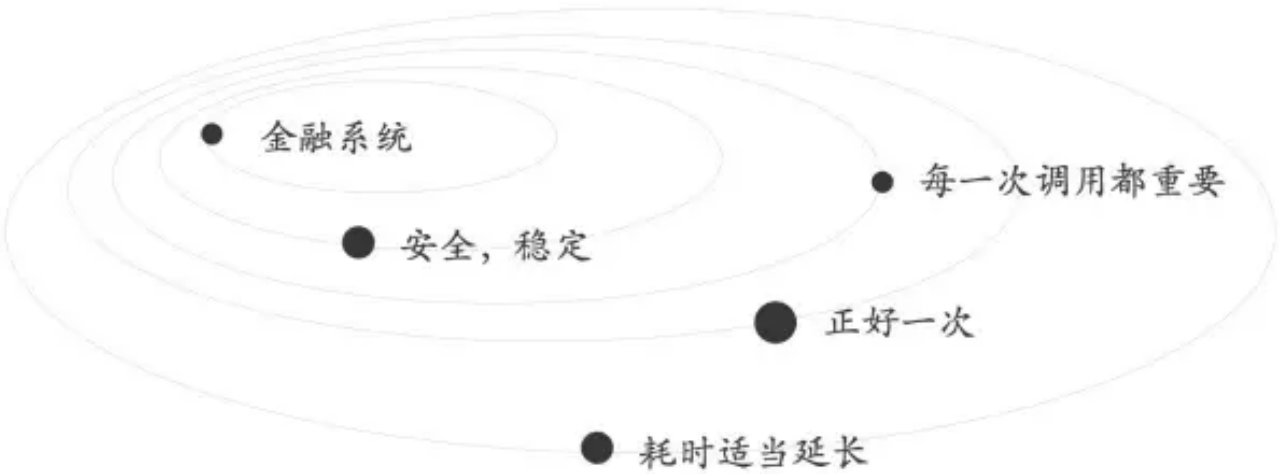 金融系统
每一次调用都重要
安全，稳定
正好一次
耗时适当延长